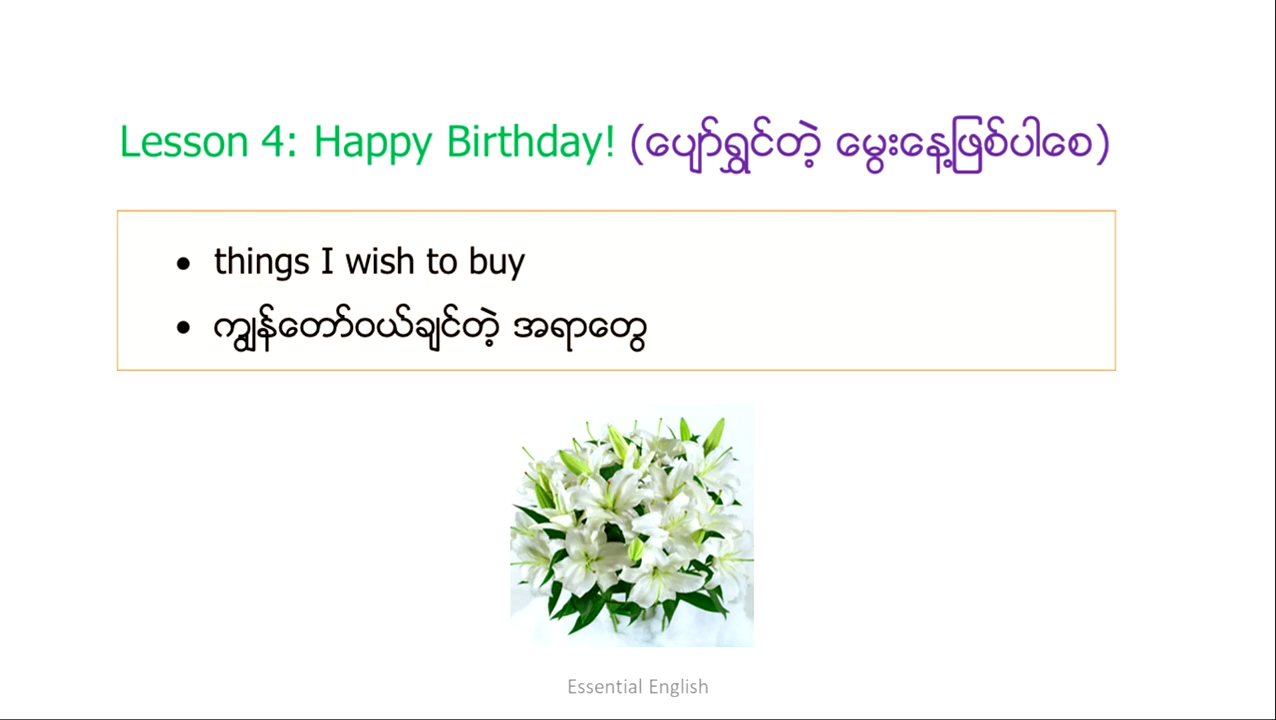 Lesson 4: Happy Birthday! (ပျော်ရွှင်တဲ့ မွေးနေ့ဖြစ်ပါစေ)
• things I wish to buy
• ကျွန်တော်ဝယ်ချင်တဲ့ အရာတွေ
Essential English